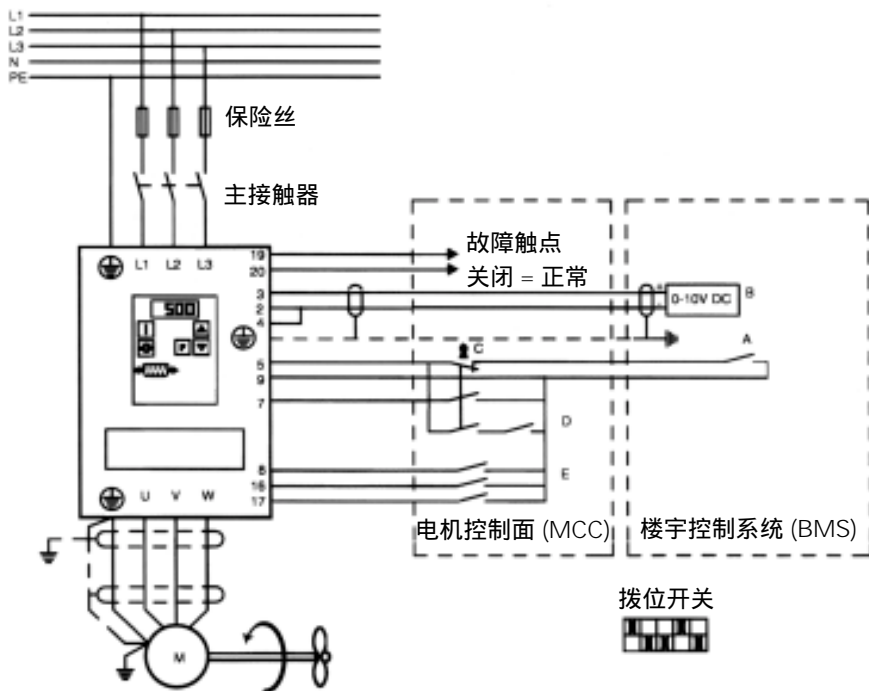 L1
L2
L3
N
PE
保险丝
主接触器
L1 L2 L3
19
20
故障触点
关闭 = 正常
500
P
3
2
4
0-10V DC
B
5
9
7
C
A
D
8
16
17
E
U V W
电机控制面 (MCC)
楼宇控制系统 (BMS)
拨位开关
M